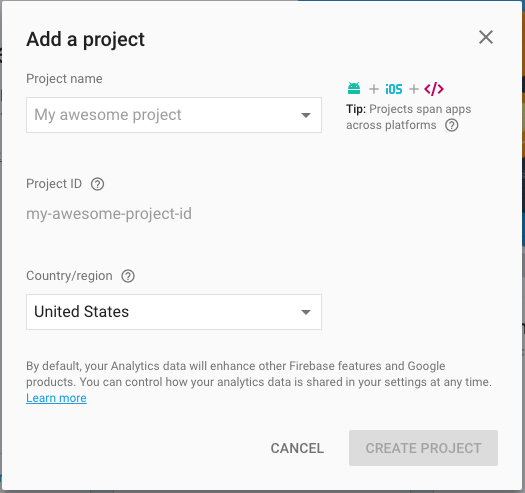 Add a project
Project name
My awesome project
+ iOS + </>
Tip: Projects span apps
across platforms ?
Project ID ?
my-awesome-project-id
Country/region ?
United States
By default, your Analytics data will enhance other Firebase features and Google
products. You can control how your analytics data is shared in your settings at any time.
Learn more
CANCEL
CREATE PROJECT